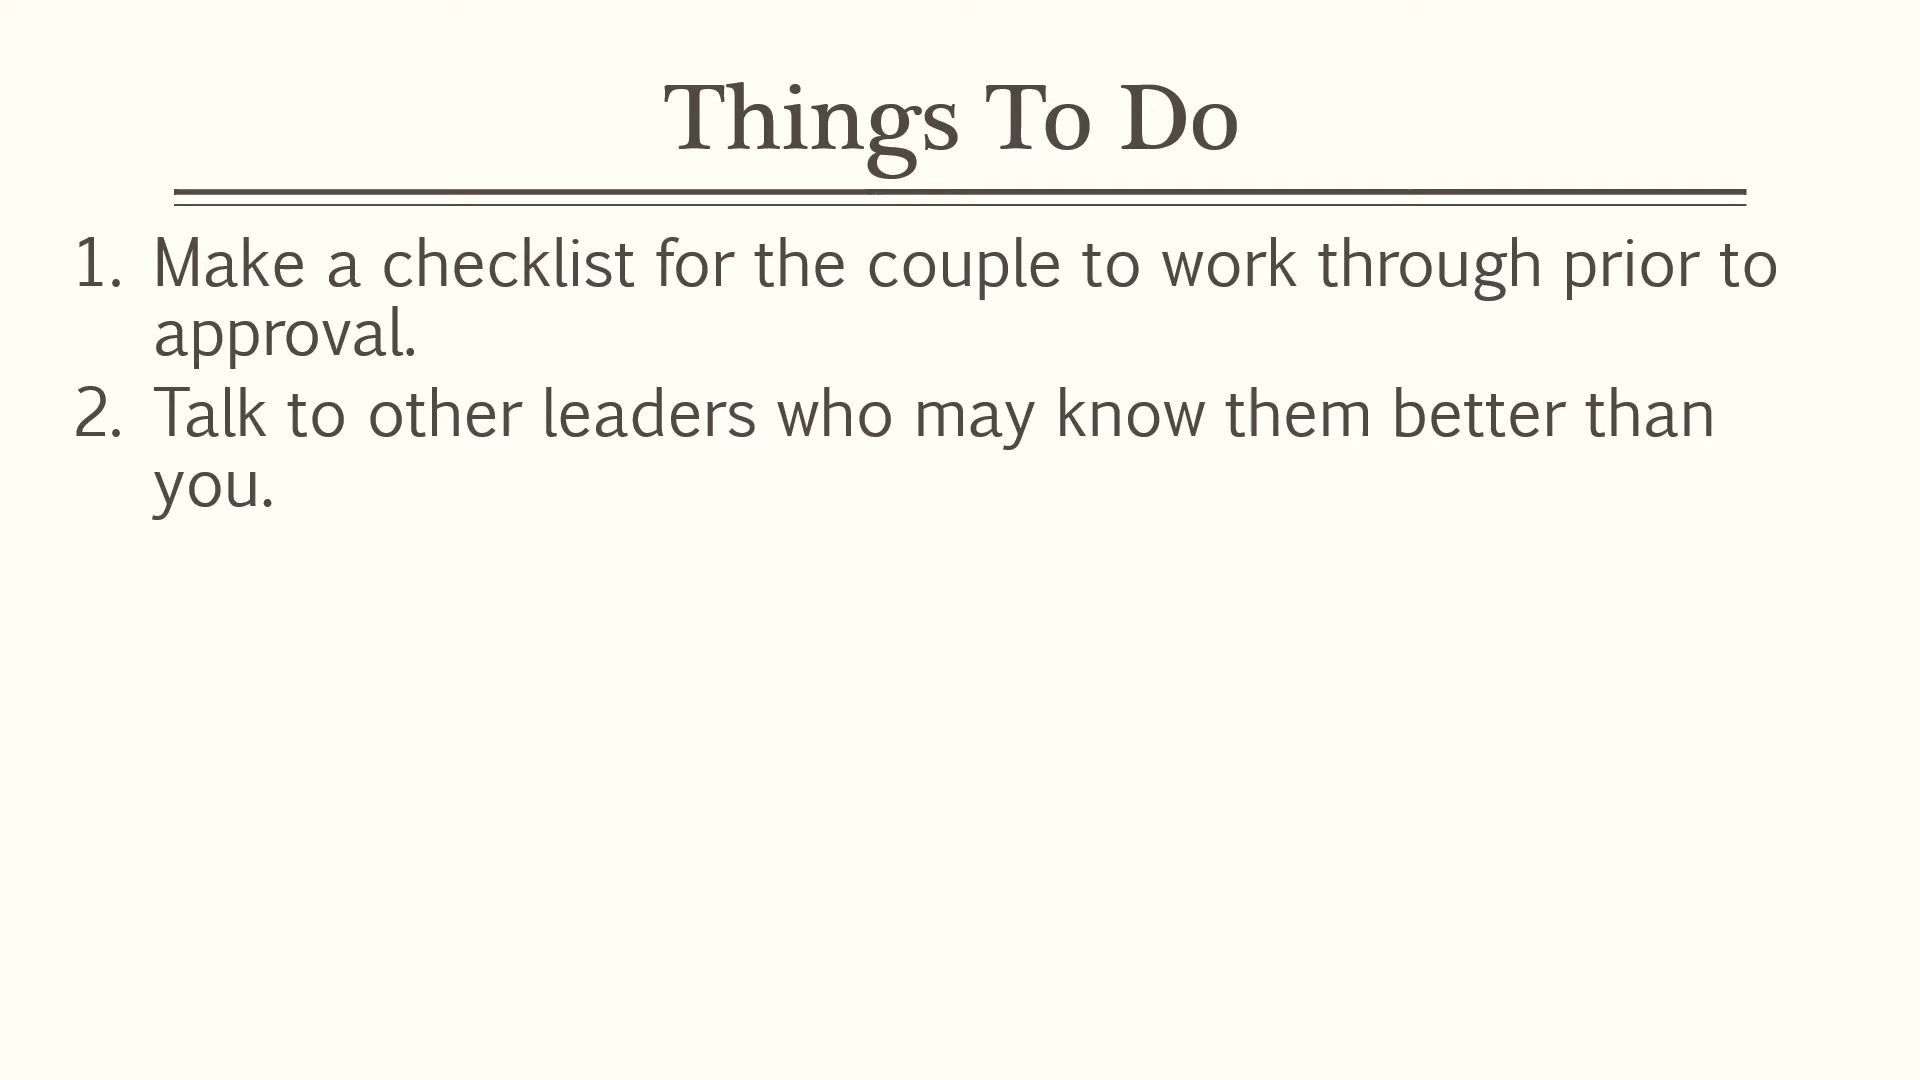 Things To Do
1. Make a checklist for the couple to work through prior to
approval.
2. Talk to other leaders who may know them better than
you.